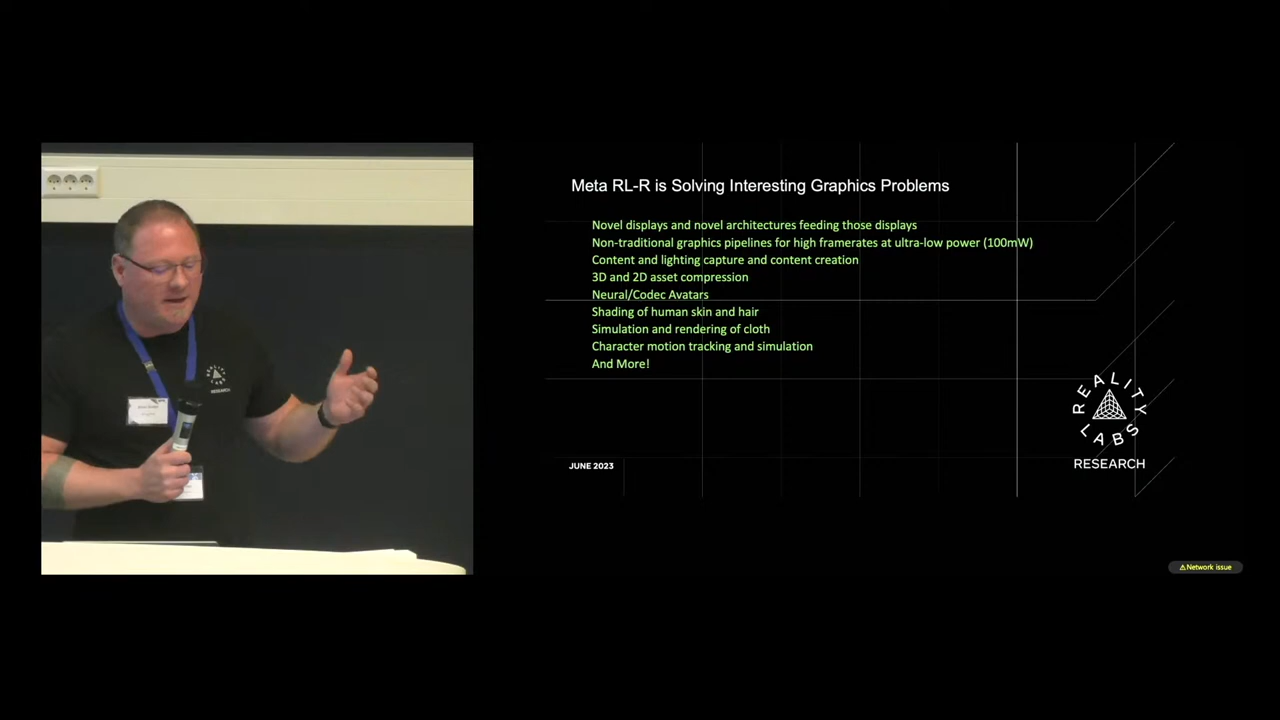 Meta RL-R is Solving Interesting Graphics Problems
Novel displays and novel architectures feeding those displays
Non-traditional graphics pipelines for high framerates at ultra-low power (100mW)
Content and lighting capture and content creation
3D and 2D asset compression
Neural/Codec Avatars
Shading of human skin and hair
Simulation and rendering of cloth
Character motion tracking and simulation
And More!
REALITY
LABS
RESEARCH
JUNE 2023
REALITY
LABS
RESEARCH
⚠Network issue